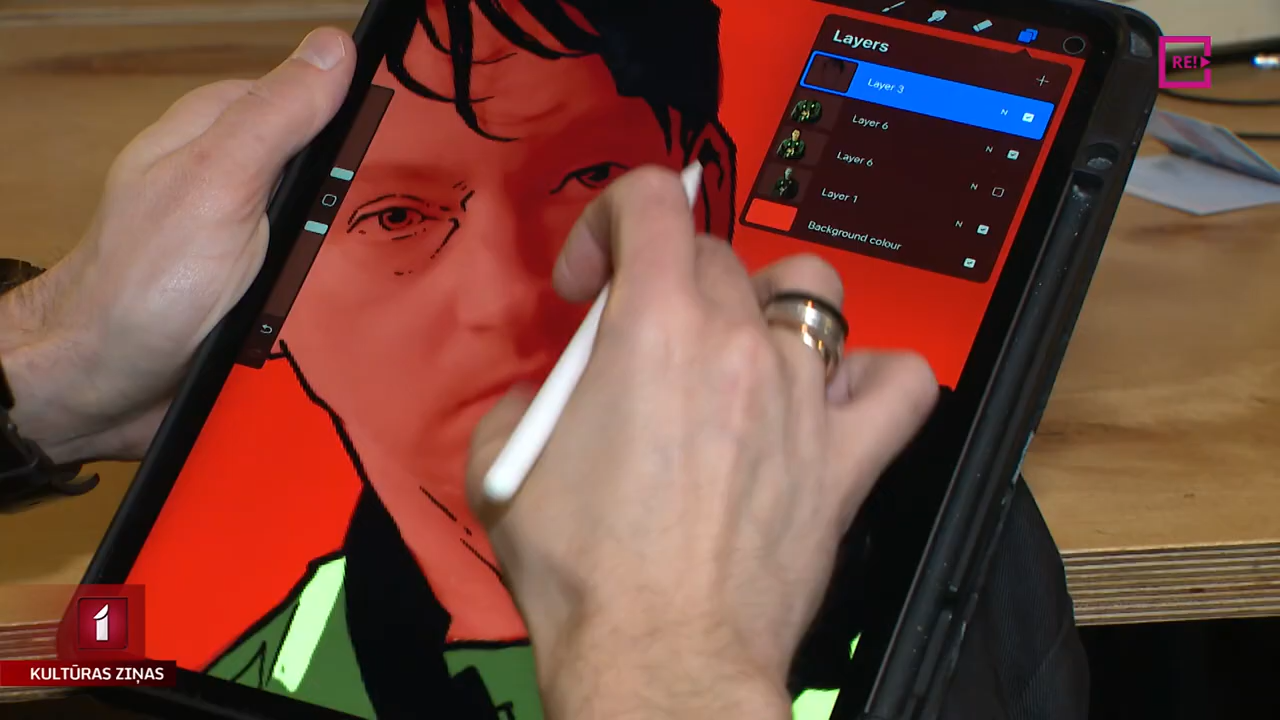 RE!
Layers
Layer 3
N
Layer 6
N
Layer 6
N
Layer 1
N
Background colour
1
KULTŪRAS ZIŅAS